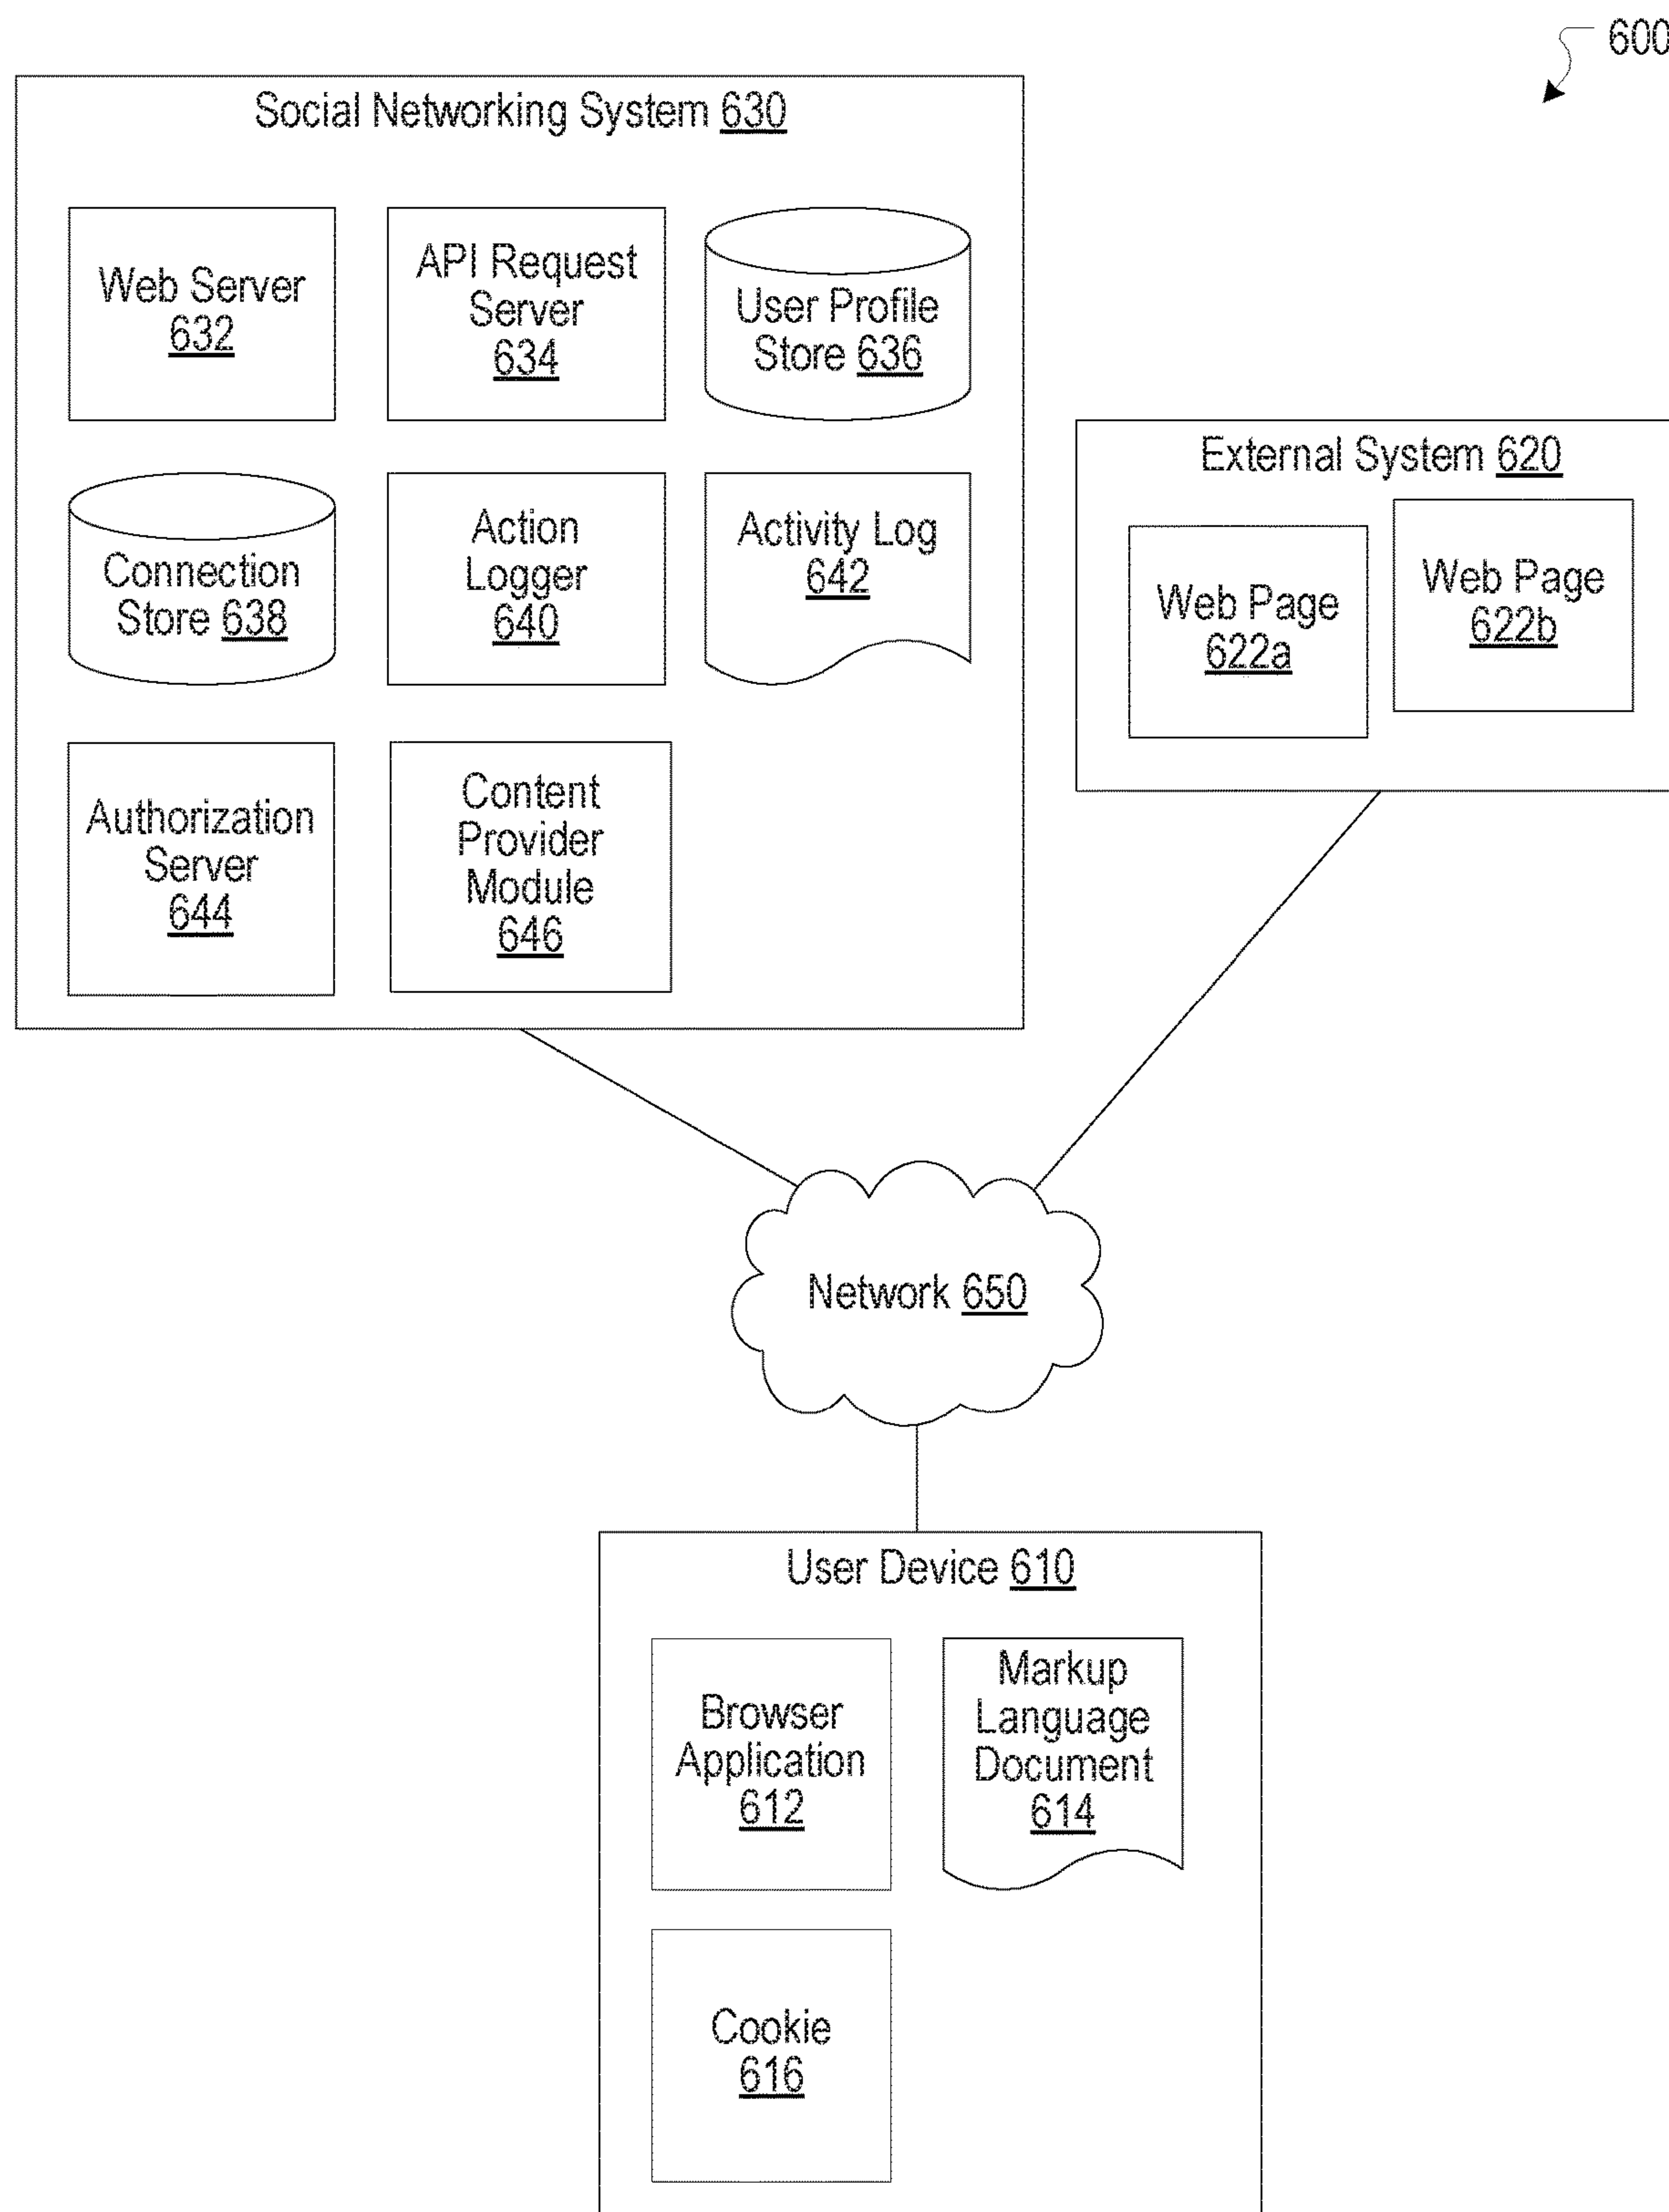 600
Social Networking System 630
Web Server
632
API Request
Server
634
User Profile
Store 636
Connection
Store 638
Action
Logger
640
Activity Log
642
Authorization
Server
644
Content
Provider
Module
646
External System 620
Web Page
622a
Web Page
622b
Network 650
User Device 610
Browser
Application
612
Markup
Language
Document
614
Cookie
616